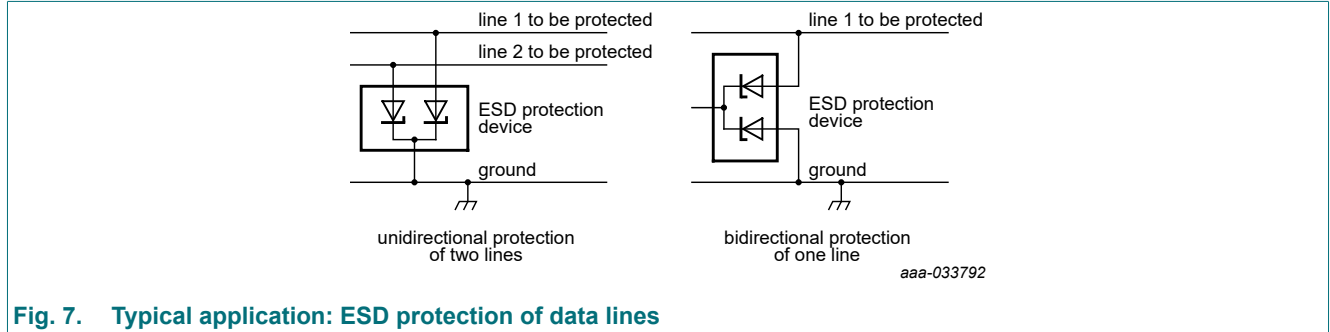 line 1 to be protected
line 2 to be protected
ESD protection
device
ground
unidirectional protection
of two lines
line 1 to be protected
ESD protection
device
ground
bidirectional protection
of one line
aaa-033792
Fig. 7. Typical application: ESD protection of data lines